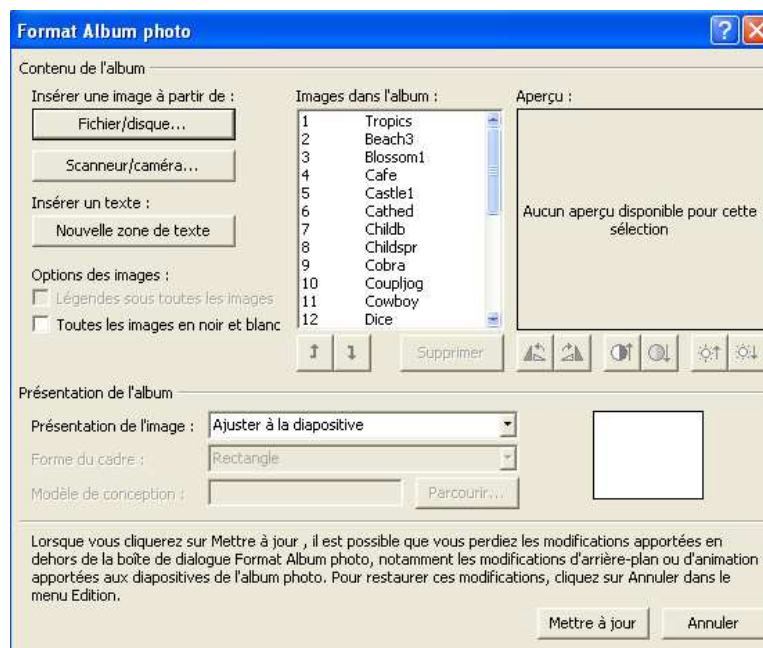 Format Album photo
Contenu de l'album
Insérer une image à partir de :
Fichier/disque...
Scanneur/caméra...
Insérer un texte :
Nouvelle zone de texte
Options des images :
Légendes sous toutes les images
Toutes les images en noir et blanc
Images dans l'album :
1 Tropics
2 Beach3
3 Blossom1
4 Cafe
5 Castle1
6 Cathed
7 Childb
8 Childspr
9 Cobra
10 Coupljog
11 Cowboy
12 Dice
Supprimer
Aperçu :
Aucun aperçu disponible pour cette
sélection
Présentation de l'album
Présentation de l'image : Ajuster à la diapositive
Forme du cadre : Rectangle
Modèle de conception : Parcourir...
Lorsque vous cliquerez sur Mettre à jour , il est possible que vous perdiez les modifications apportées en
dehors de la boîte de dialogue Format Album photo, notamment les modifications d'arrière-plan ou d'animation
apportées aux diapositives de l'album photo. Pour restaurer ces modifications, cliquez sur Annuler dans le
menu Edition.
Mettre à jour Annuler